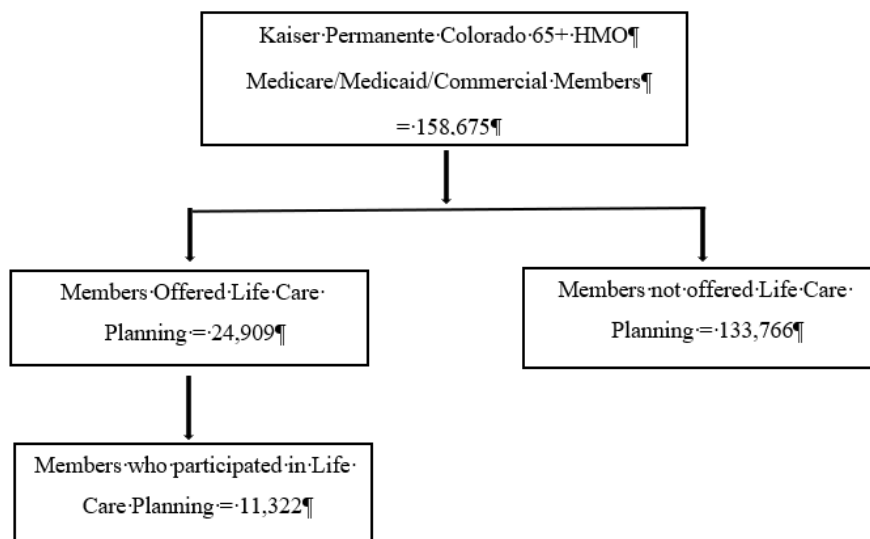 Kaiser·Permanente·Colorado·65+·HMO¶
Medicare/Medicaid/Commercial·Members¶
=·158,675¶
Members·Offered·Life·Care·
Planning·=·24,909¶
Members·not·offered·Life·Care·
Planning·=·133,766¶
Members·who·participated·in·Life·
Care·Planning·=·11,322¶